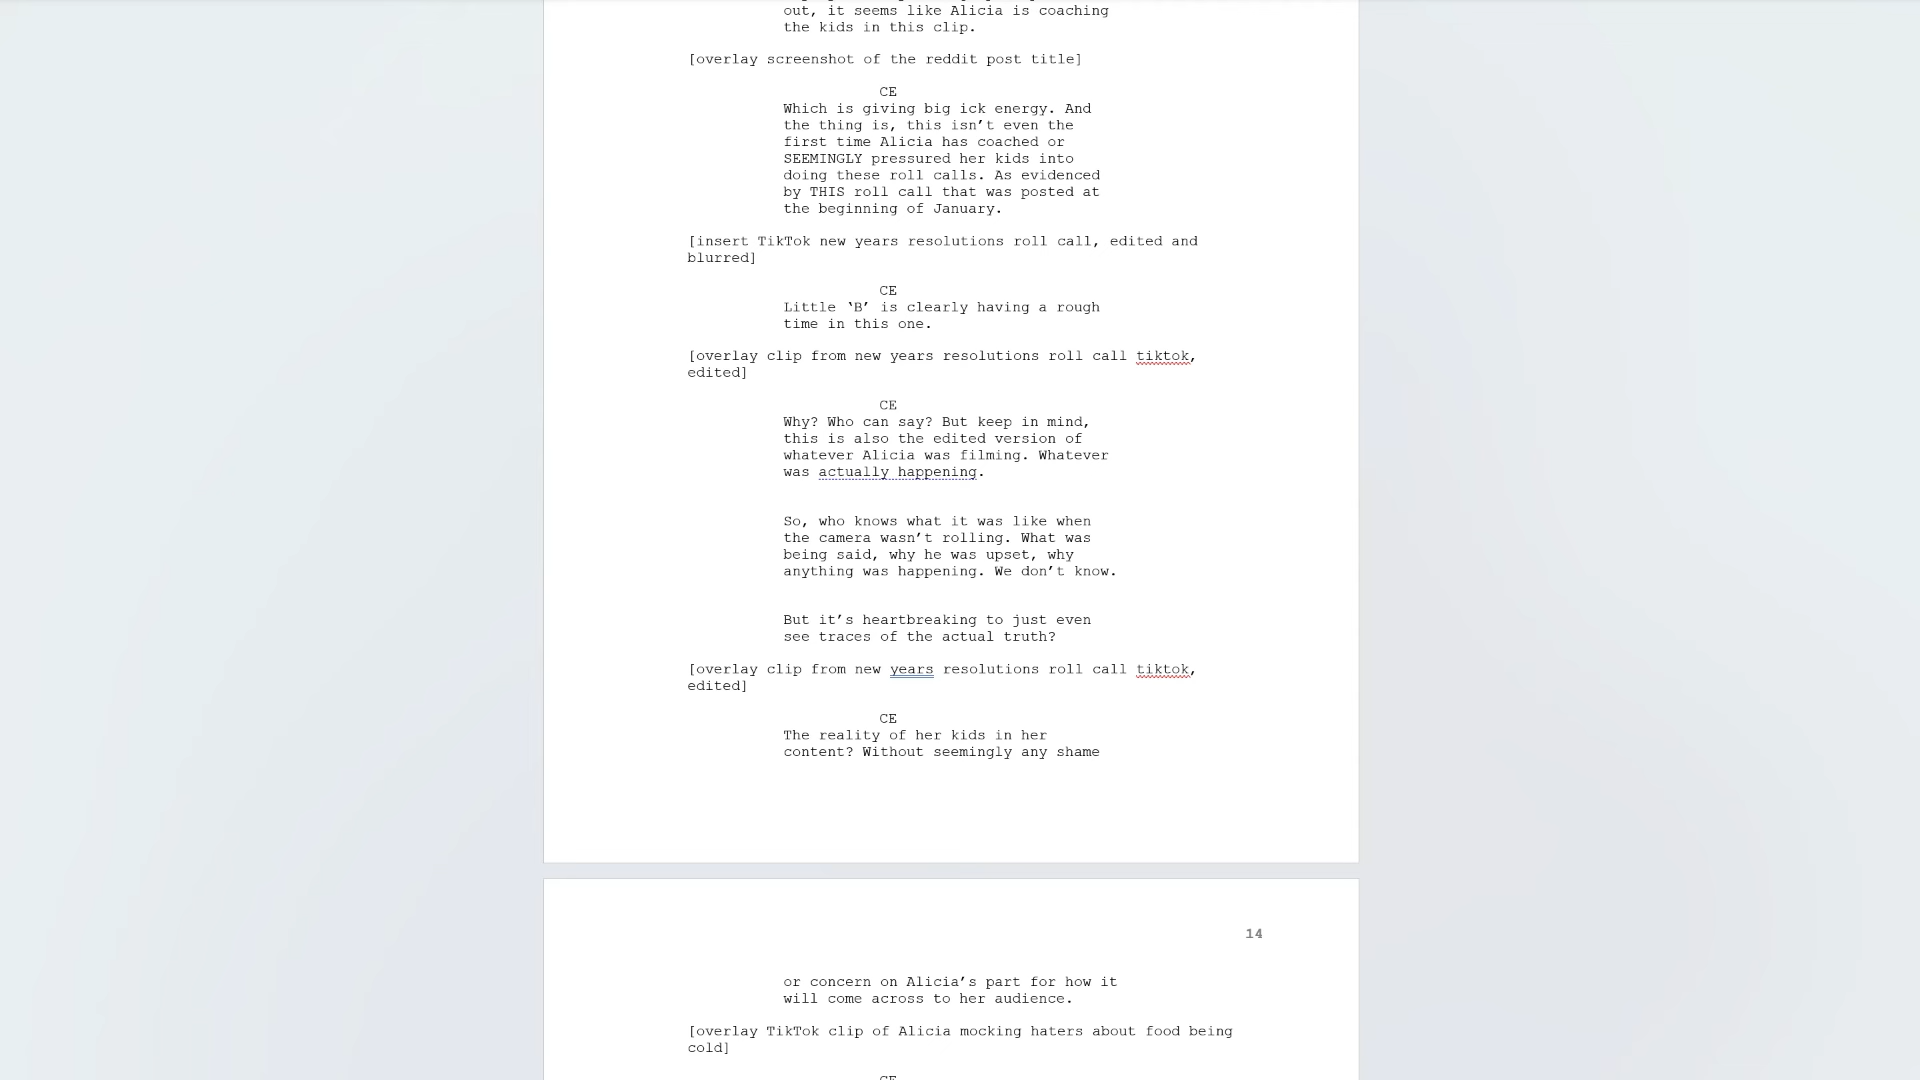 out, it seems like Alicia is coaching
the kids in this clip.
[overlay screenshot of the reddit post title]
CE
Which is giving big ick energy. And
the thing is, this isn’t even the
first time Alicia has coached or
SEEMINGLY pressured her kids into
doing these roll calls. As evidenced
by THIS roll call that was posted at
the beginning of January.
[insert TikTok new years resolutions roll call, edited and
blurred]
CE
Little ‘B’ is clearly having a rough
time in this one.
[overlay clip from new years resolutions roll call tiktok,
edited]
CE
Why? Who can say? But keep in mind,
this is also the edited version of
whatever Alicia was filming. Whatever
was actually happening.
So, who knows what it was like when
the camera wasn’t rolling. What was
being said, why he was upset, why
anything was happening. We don’t know.
But it’s heartbreaking to just even
see traces of the actual truth?
[overlay clip from new years resolutions roll call tiktok,
edited]
CE
The reality of her kids in her
content? Without seemingly any shame
14
or concern on Alicia’s part for how it
will come across to her audience.
[overlay TikTok clip of Alicia mocking haters about food being
cold]
CE